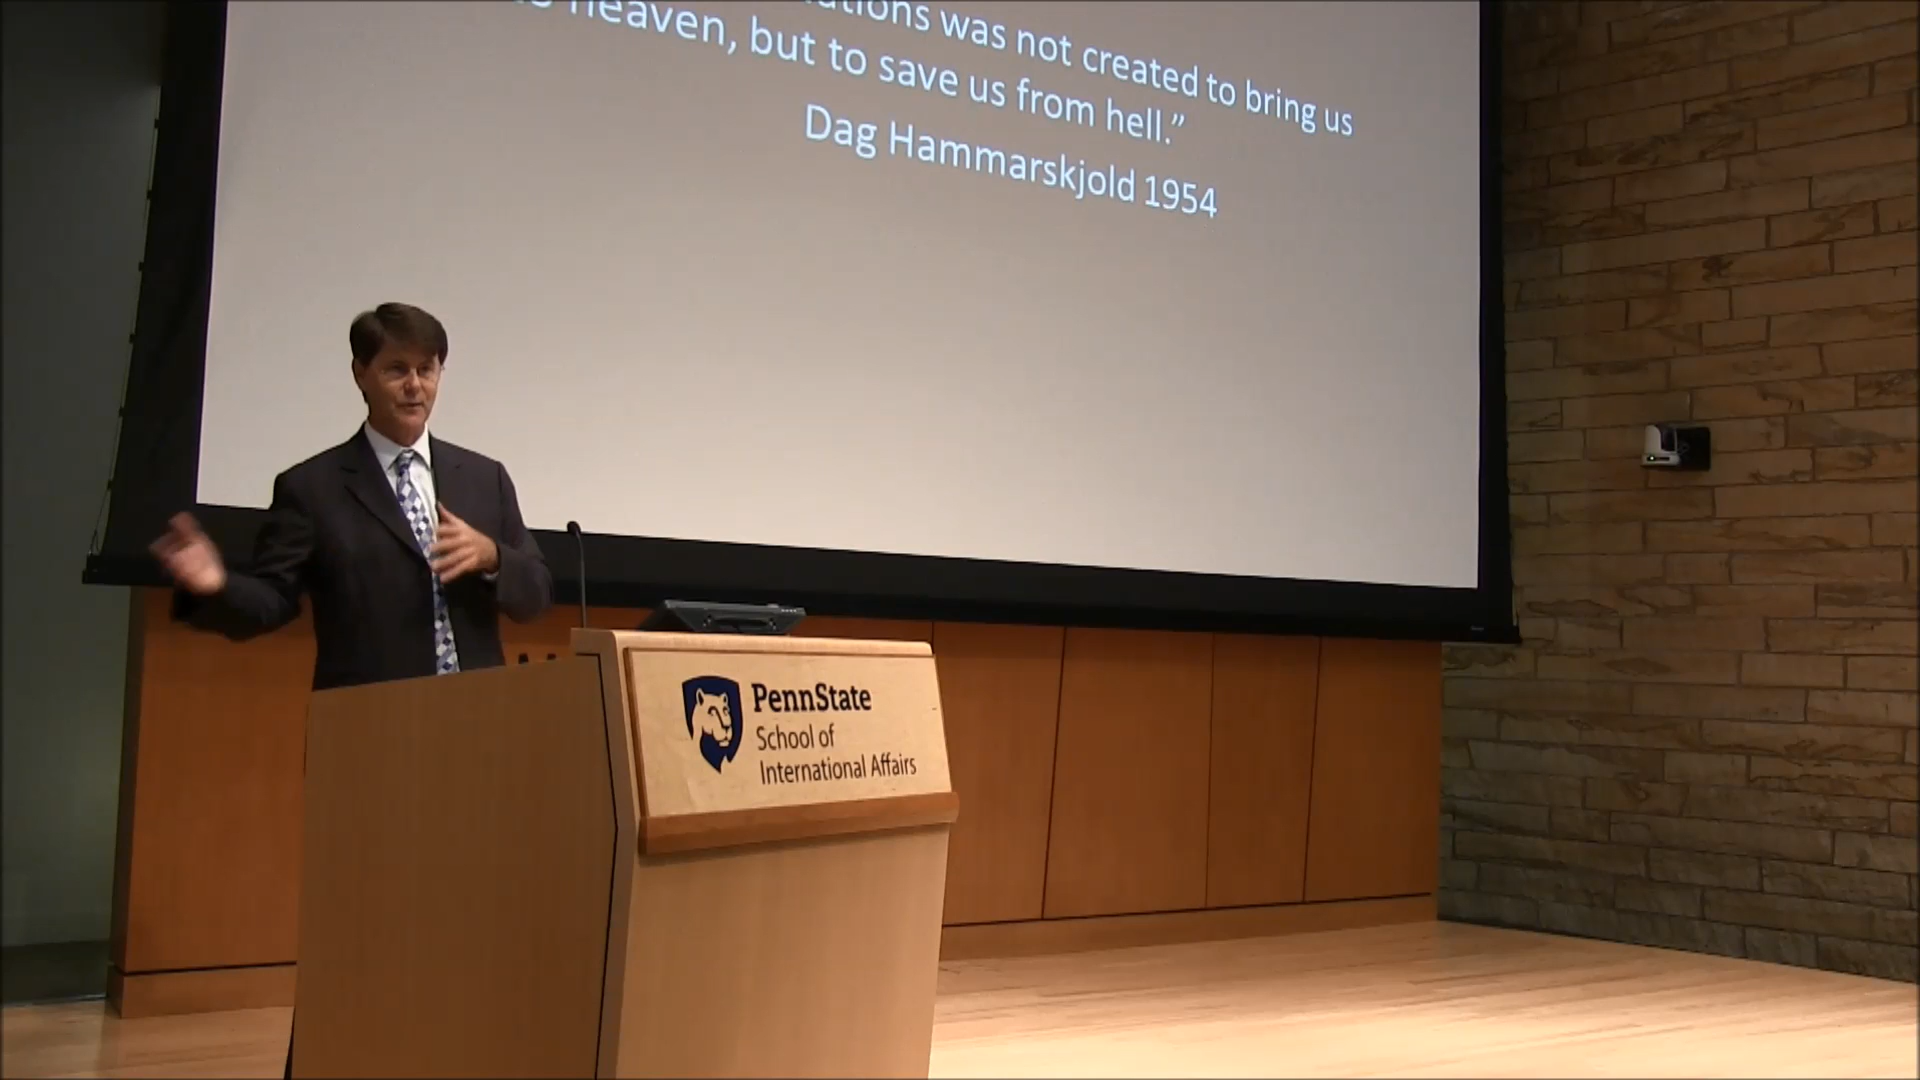 was not created to bring us
heaven, but to save us from hell.”
Dag Hammarskjold 1954
PennState
School of
International Affairs